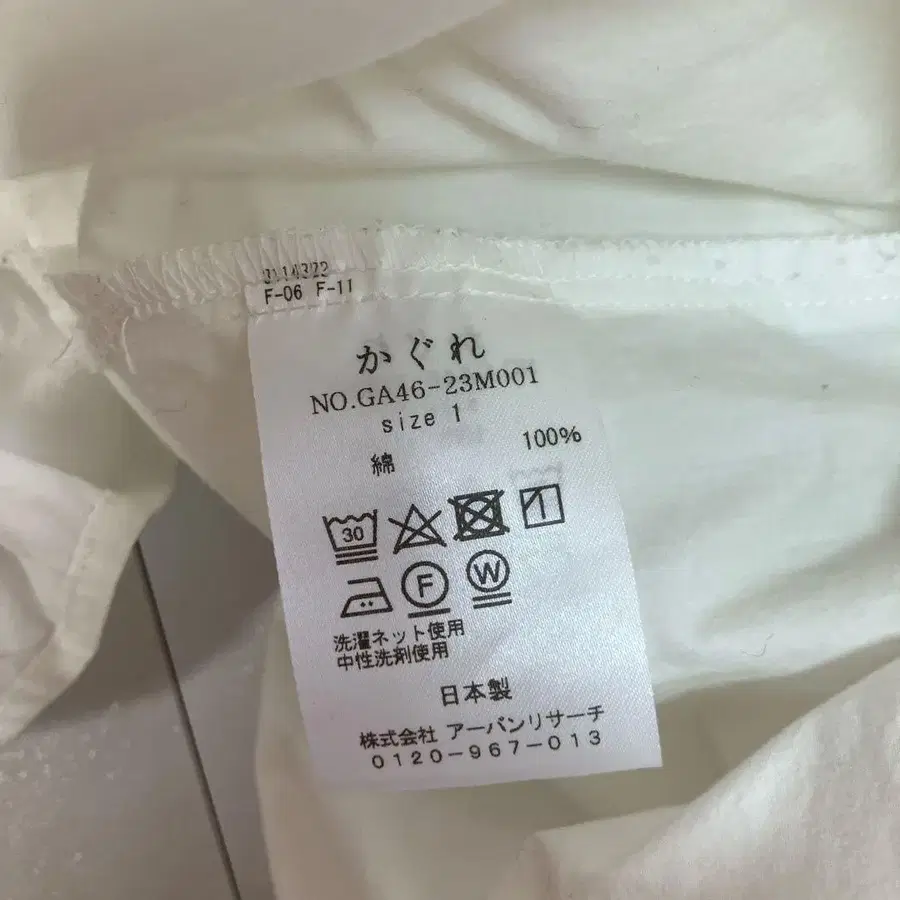 3114322
F-06 F-11
かぐれ
NO.GA46-23M001
size 1
綿 100%
30
F W
洗濯ネット使用
中性洗剤使用
日本製
株式会社 アーバンリサーチ
0120-967-013